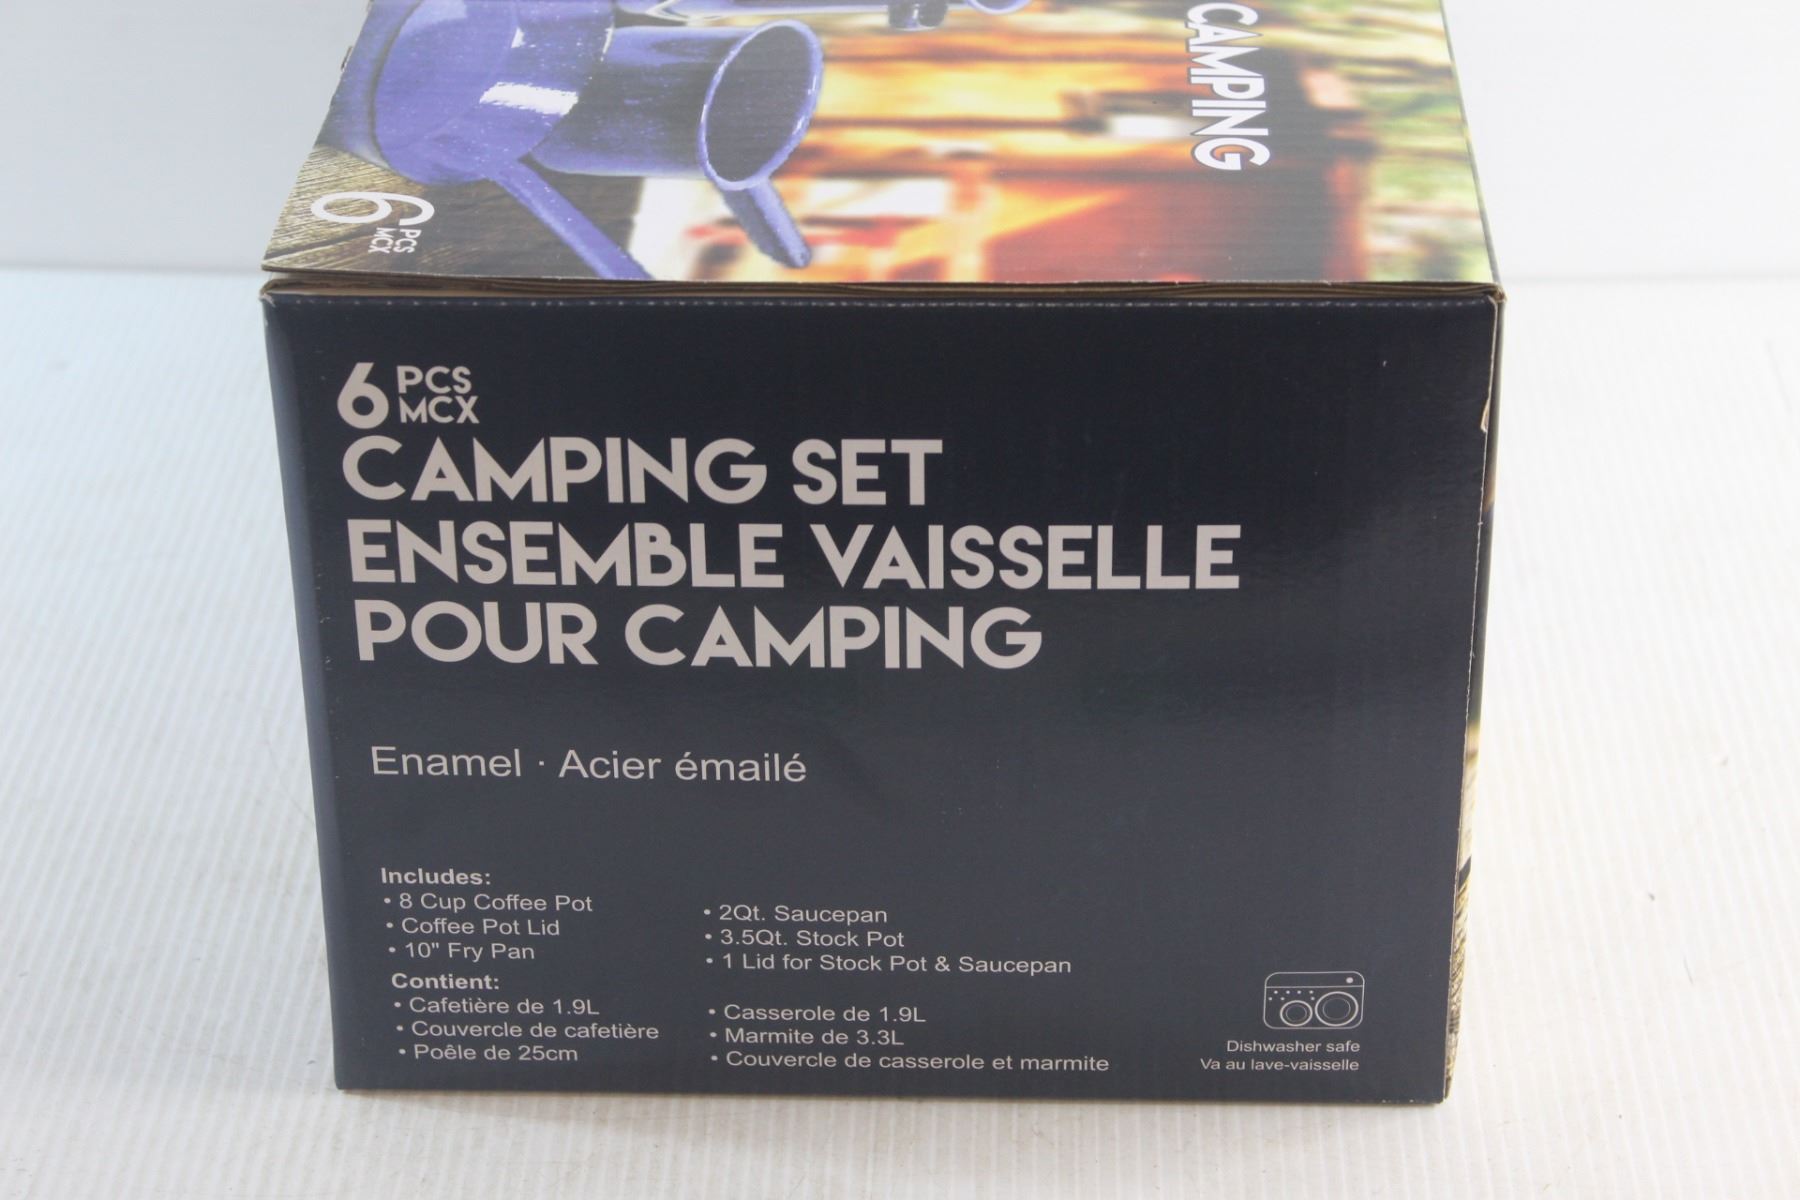 CAMPING
6 PCS
MCX
6 PCS
MCX
CAMPING SET
ENSEMBLE VAISSELLE
POUR CAMPING
Enamel · Acier émailé
Includes:
• 8 Cup Coffee Pot
• Coffee Pot Lid
• 10" Fry Pan
• 2Qt. Saucepan
• 3.5Qt. Stock Pot
• 1 Lid for Stock Pot & Saucepan
Contient:
• Cafetière de 1.9L
• Couvercle de cafetière
• Poêle de 25cm
• Casserole de 1.9L
• Marmite de 3.3L
• Couvercle de casserole et marmite
Dishwasher safe
Va au lave-vaisselle